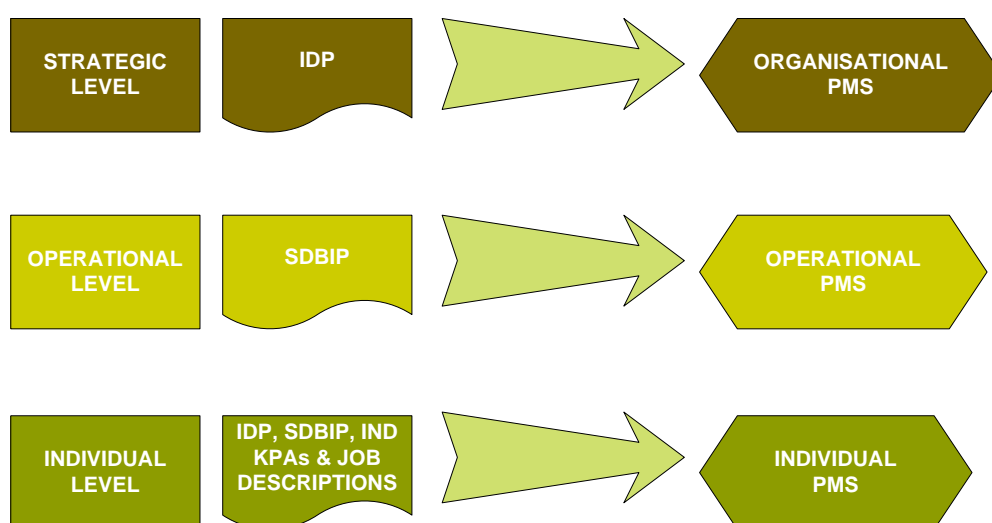 STRATEGIC
LEVEL
IDP
ORGANISATIONAL
PMS
OPERATIONAL
LEVEL
SDBIP
OPERATIONAL
PMS
INDIVIDUAL
LEVEL
IDP, SDBIP, IND
KPAs & JOB
DESCRIPTIONS
INDIVIDUAL
PMS